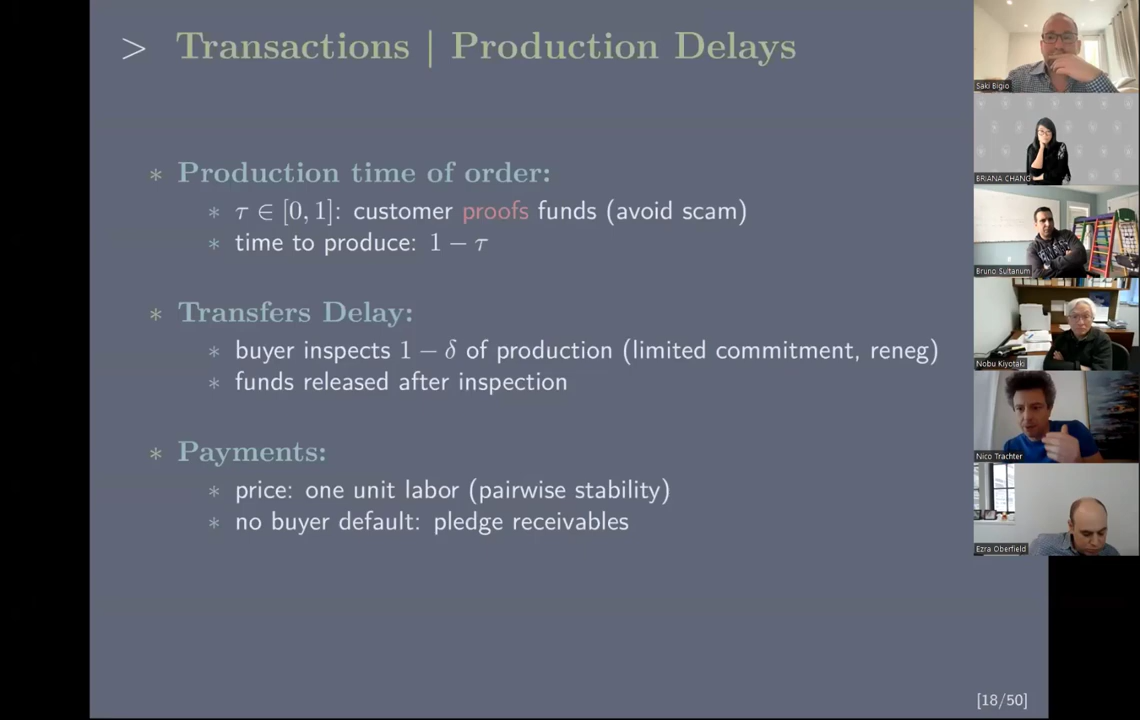 > Transactions | Production Delays
* Production time of order:
* τ ∈ [0, 1]: customer proofs funds (avoid scam)
* time to produce: 1 − τ
* Transfers Delay:
* buyer inspects 1 − δ of production (limited commitment, reneg)
* funds released after inspection
* Payments:
* price: one unit labor (pairwise stability)
* no buyer default: pledge receivables
[18/50]
Saki Bigio
BRIANA CHANG
Bruno Sultanum
Nobu Kiyotaki
Nico Trachter
Ezra Oberfield